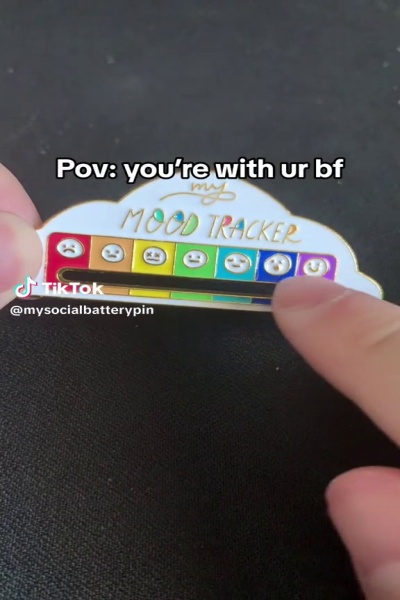 Pov: you're with ur bf
my
MOOD TRACKER
TikTok
@mysocialbatterypin